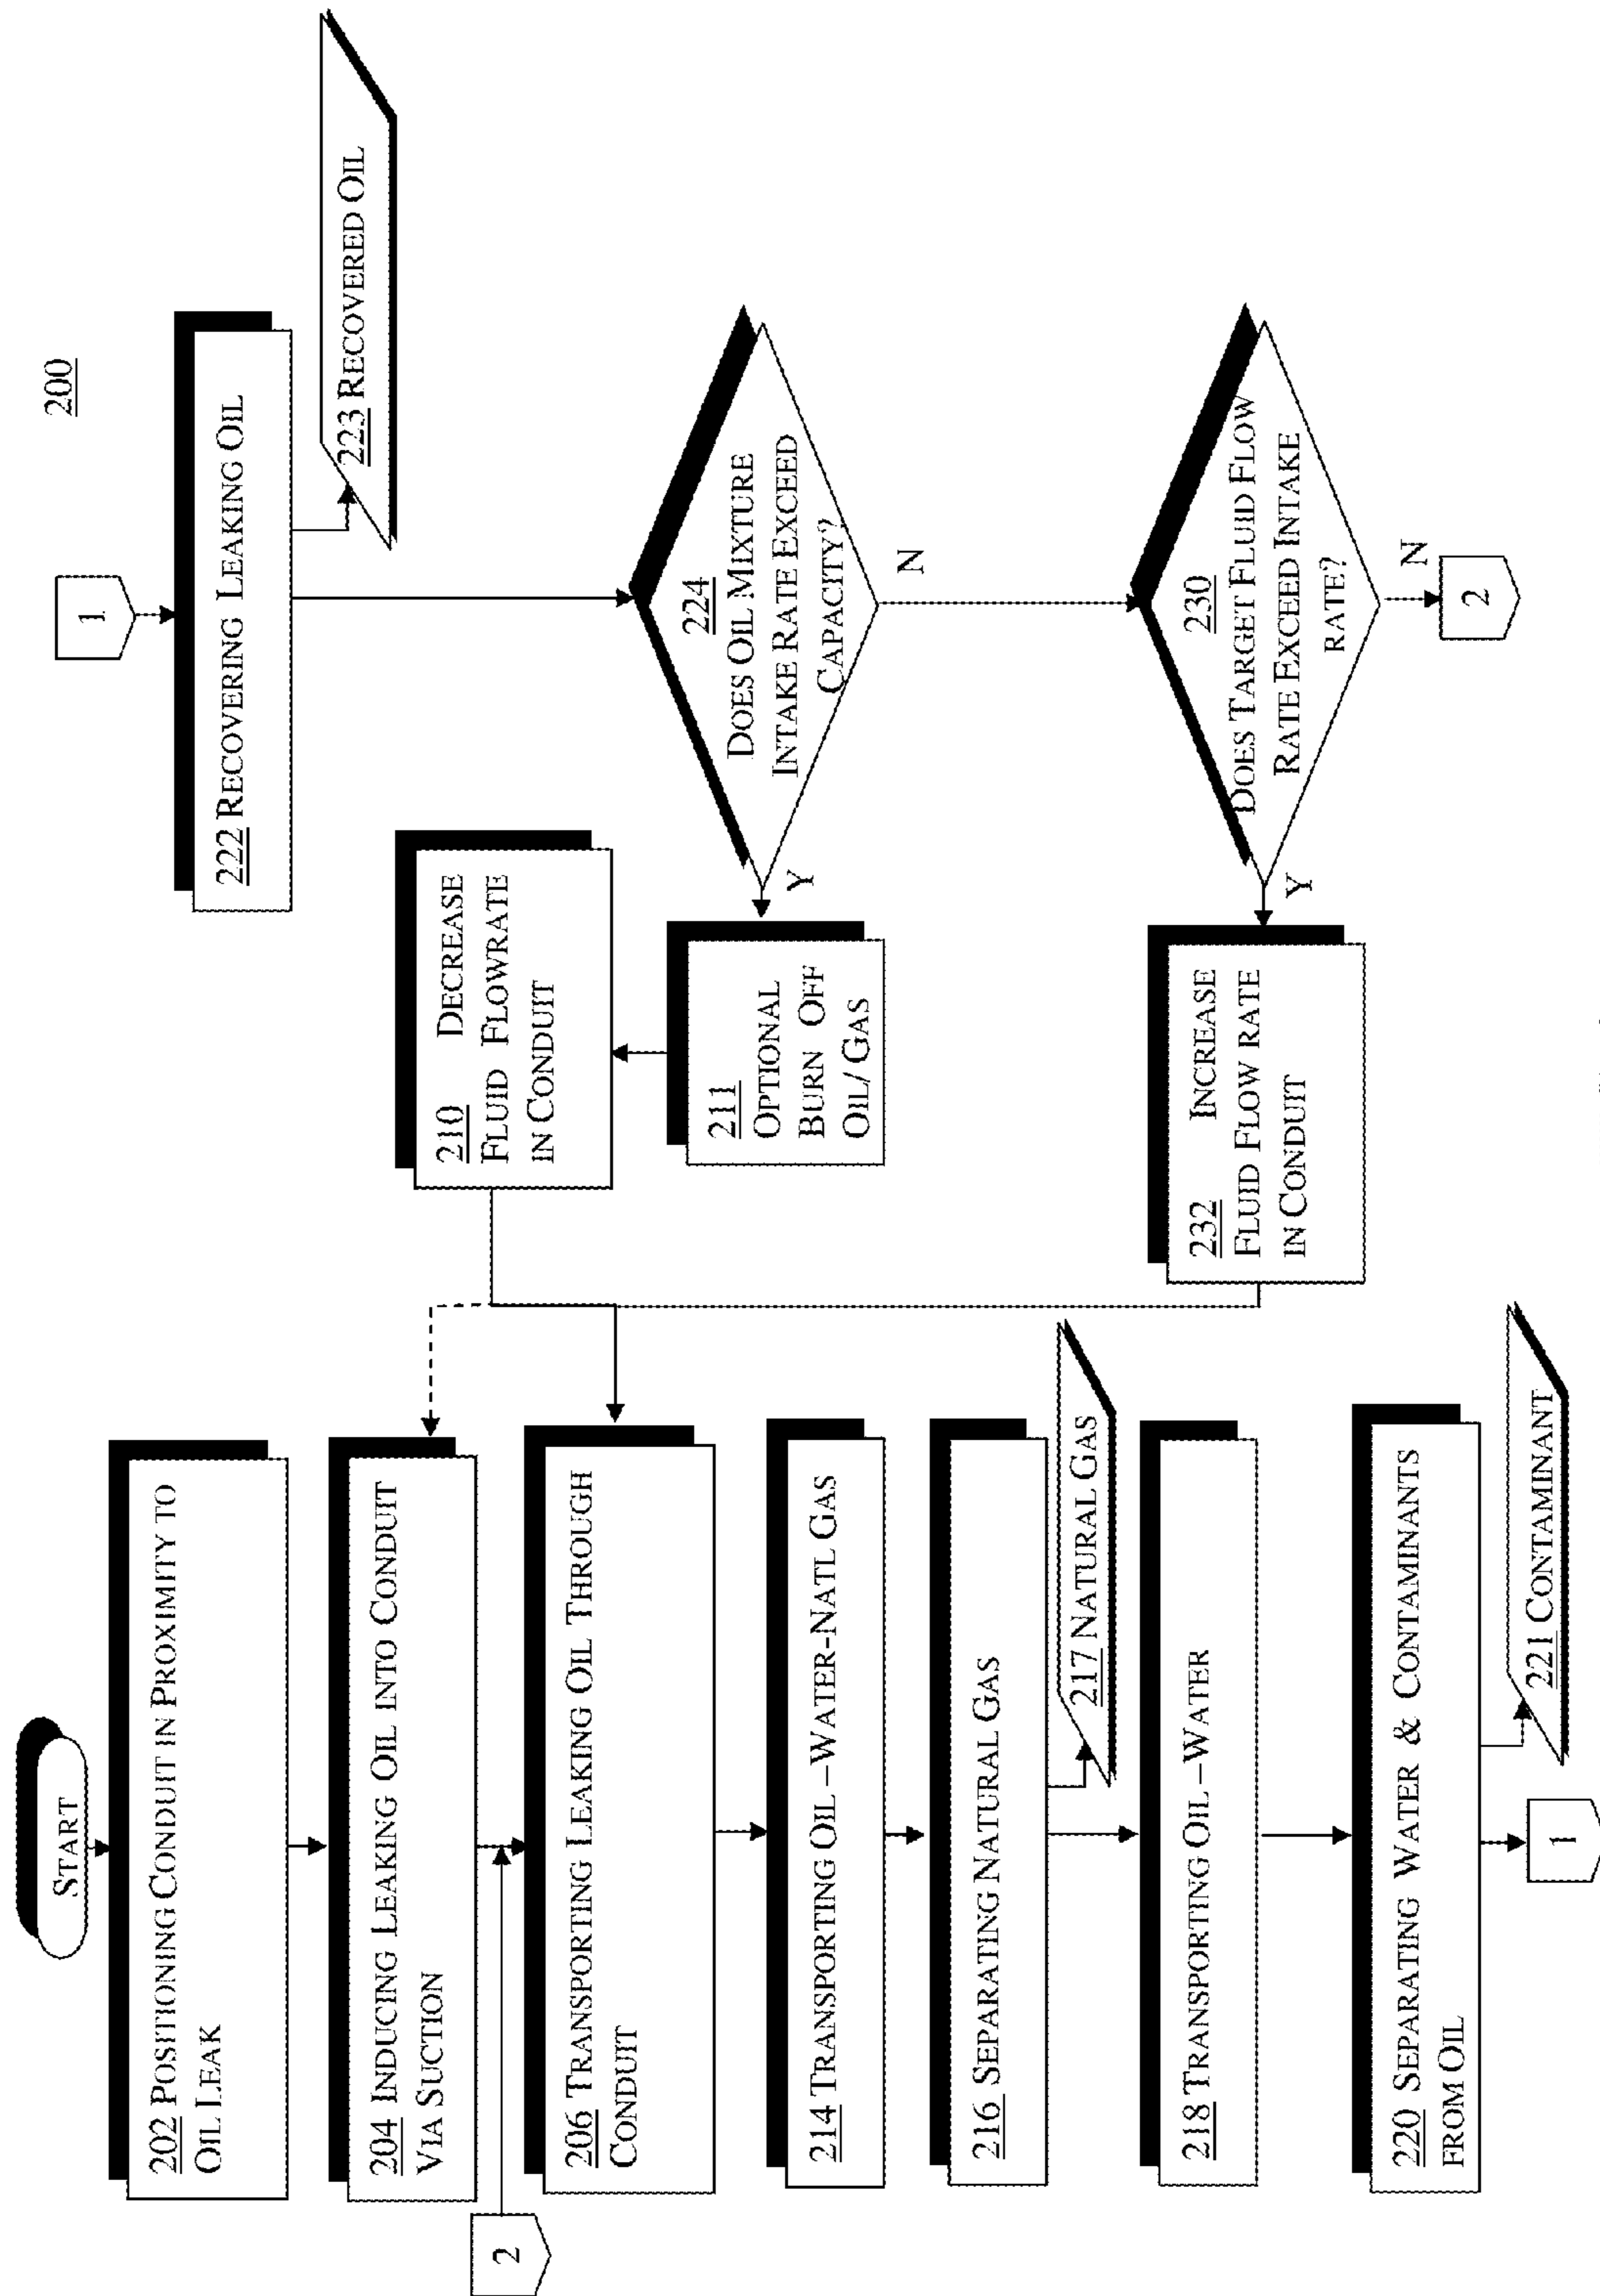 200
START
202 POSITIONING CONDUIT IN PROXIMITY TO
OIL LEAK
204 INDUCING LEAKING OIL INTO CONDUIT
VIA SUCTION
2
206 TRANSPORTING LEAKING OIL THROUGH
CONDUIT
214 TRANSPORTING OIL –WATER-NATL GAS
216 SEPARATING NATURAL GAS
217 NATURAL GAS
218 TRANSPORTING OIL –WATER
220 SEPARATING WATER & CONTAMINANTS
FROM OIL
221 CONTAMINANT
1
1
222 RECOVERING LEAKING OIL
223 RECOVERED OIL
224
DOES OIL MIXTURE
INTAKE RATE EXCEED
CAPACITY?
Y
N
210 DECREASE
FLUID FLOWRATE
IN CONDUIT
211
OPTIONAL
BURN OFF
OIL/ GAS
230
DOES TARGET FLUID FLOW
RATE EXCEED INTAKE
RATE?
Y
N
232 INCREASE
FLUID FLOW RATE
IN CONDUIT
2